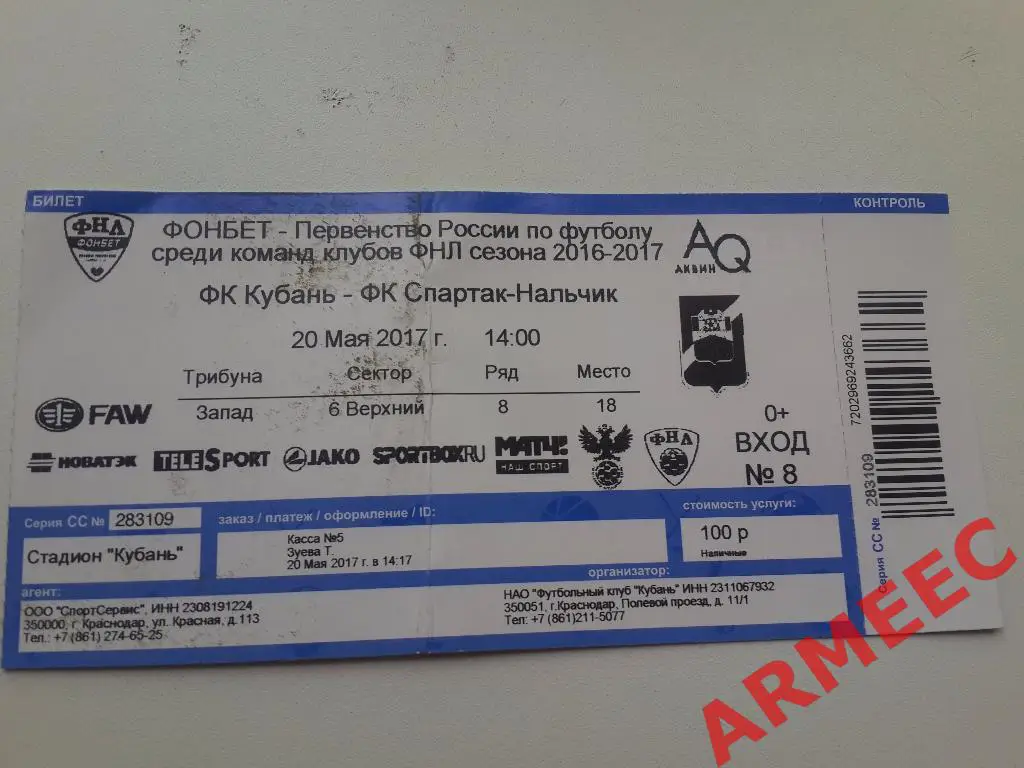 БИЛЕТ
КОНТРОЛЬ
ФНЛ
ФОНБЕТ
ФОНБЕТ - Первенство России по футболу
среди команд клубов ФНЛ сезона 2016-2017
AQ
АКВИН
ФК Кубань - ФК Спартак-Нальчик
20 Мая 2017 г. 14:00
Трибуна Сектор Ряд Место
Запад 6 Верхний 8 18
FAW
0+
ВХОД
№ 8
НОВАТЭК
TELESPORT
JAKO
SPORTBOX.RU
МАТЧ!
НАШ СПОРТ
ФНЛ
7202969243662
Серия СС № 283109
Серия СС № 283109
заказ / платеж / оформление / ID:
стоимость услуги:
Стадион "Кубань"
Касса №5
Зуева Т.
20 Мая 2017 г. в 14:17
100 р
Наличные
агент:
организатор:
ООО "СпортСервис", ИНН 2308191224
350000, г. Краснодар, ул. Красная, д.113
Тел.: +7 (861) 274-65-25
НАО "Футбольный клуб "Кубань" ИНН 2311067932
350051, г.Краснодар, Полевой проезд, д. 11/1
Тел.: +7 (861)211-5077
ARMEEC